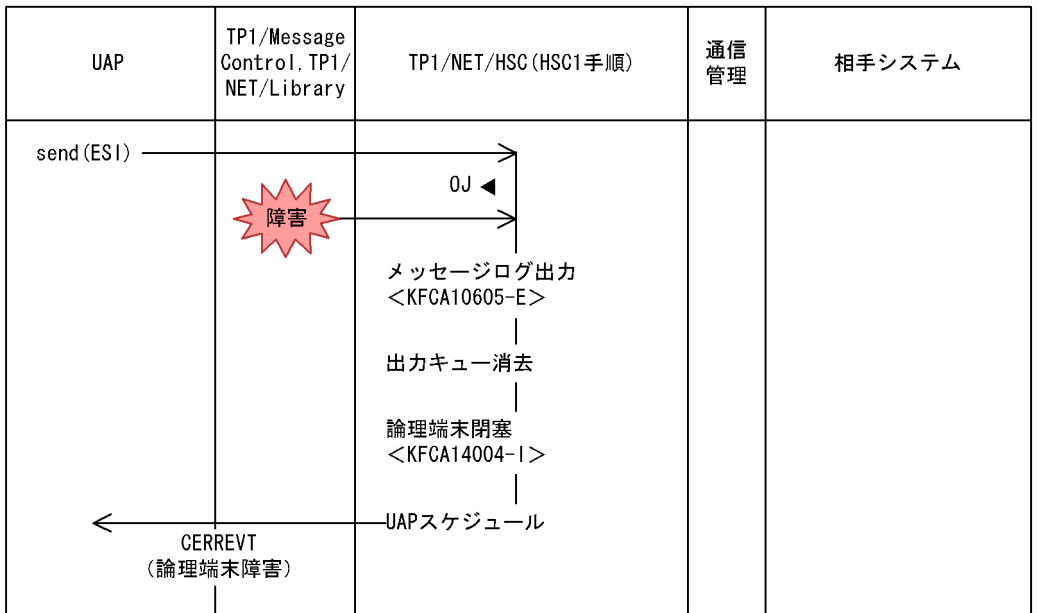 UAP
TP1/Message
Control,TP1/
NET/Library
TP1/NET/HSC(HSC1手順)
通信
管理
相手システム
send(ESI)
OJ
障害
メッセージログ出力
<KFCA10605-E>
出力キュー消去
論理端末閉塞
<KFCA14004-I>
UAPスケジュール
CERREVT
(論理端末障害)